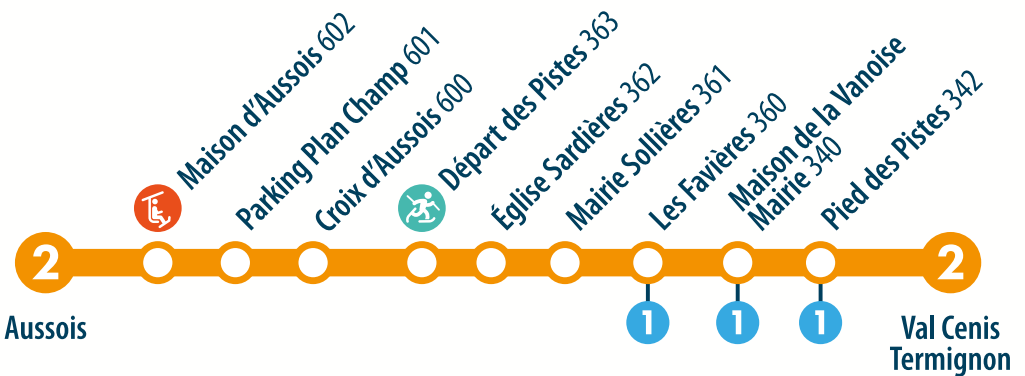 Maison d'Aussois 602
Parking Plan Champ 601
Croix d'Aussois 600
Départ des Pistes 363
Église Sardières 362
Mairie Sollières 361
Les Favières 360
Maison de la Vanoise
Mairie 340
Pied des Pistes 342
2
2
Aussois
1
1
1
Val Cenis
Termignon